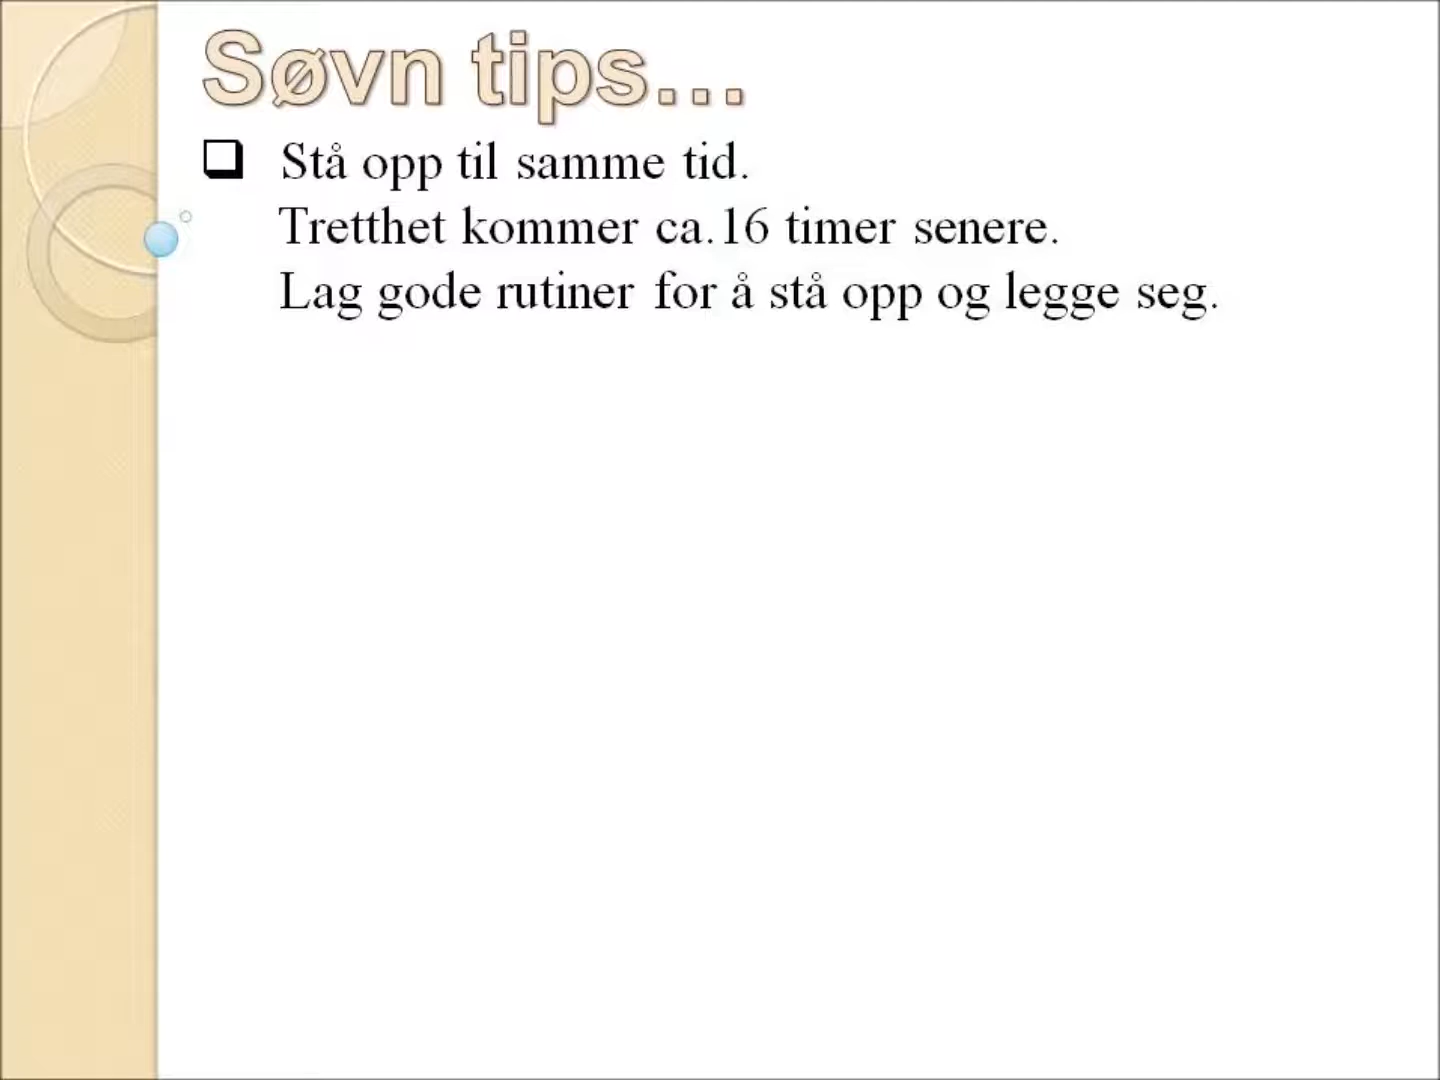 Søvn tips...
Stå opp til samme tid.
Tretthet kommer ca.16 timer senere.
Lag gode rutiner for å stå opp og legge seg.